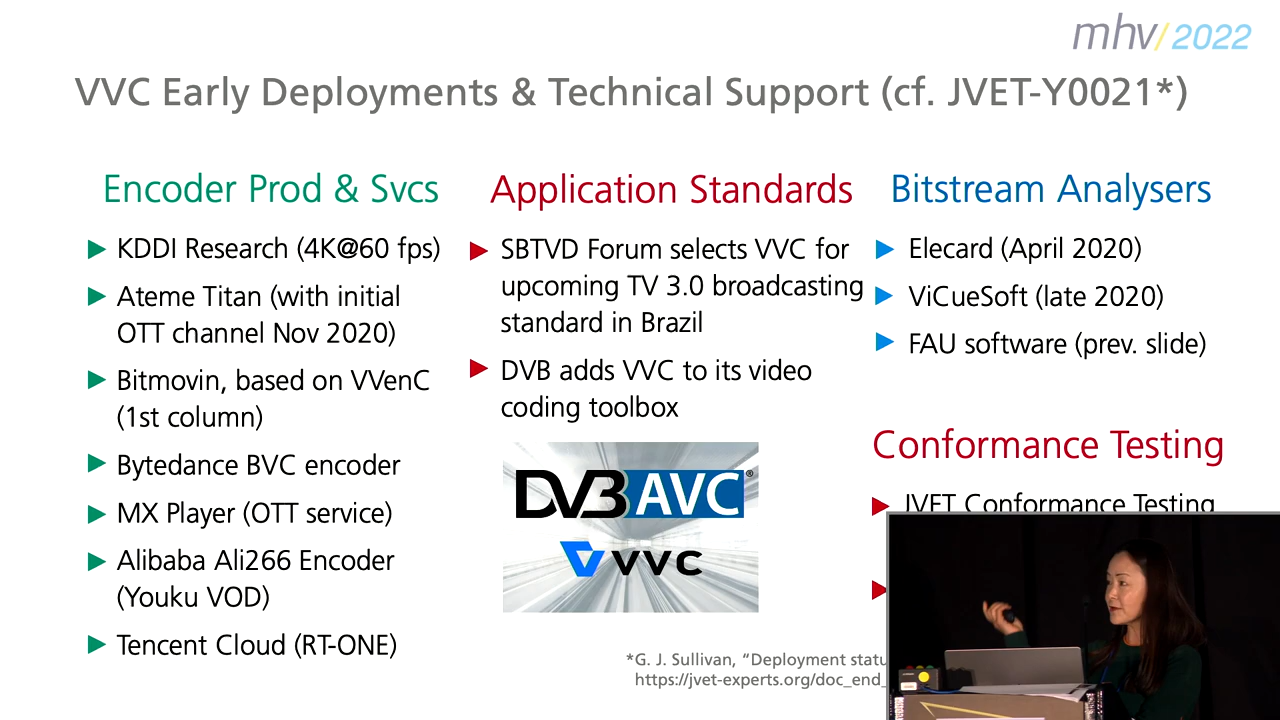 mhv/2022
VVC Early Deployments & Technical Support (cf. JVET-Y0021*)
Encoder Prod & Svcs
KDDI Research (4K@60 fps)
Ateme Titan (with initial
OTT channel Nov 2020)
Bitmovin, based on VVenC
(1st column)
Bytedance BVC encoder
MX Player (OTT service)
Alibaba Ali266 Encoder
(Youku VOD)
Tencent Cloud (RT-ONE)
Application Standards
SBTVD Forum selects VVC for
upcoming TV 3.0 broadcasting
standard in Brazil
DVB adds VVC to its video
coding toolbox
DVB AVC®
VVC
Bitstream Analysers
Elecard (April 2020)
ViCueSoft (late 2020)
FAU software (prev. slide)
Conformance Testing
JVET Conformance Testing
*G. J. Sullivan, “Deployment statu
https://jvet-experts.org/doc_end_